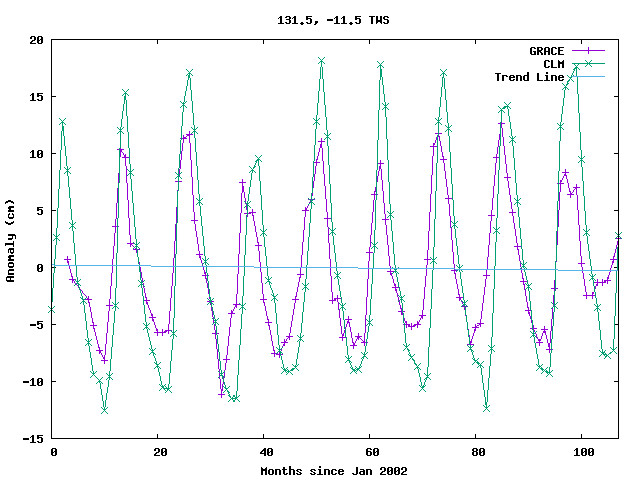 131.5, -11.5 TWS
GRACE
CLM
Trend Line
20
15
10
5
0
-5
-10
-15
Anomaly (cm)
0 20 40 60 80 100
Months since Jan 2002